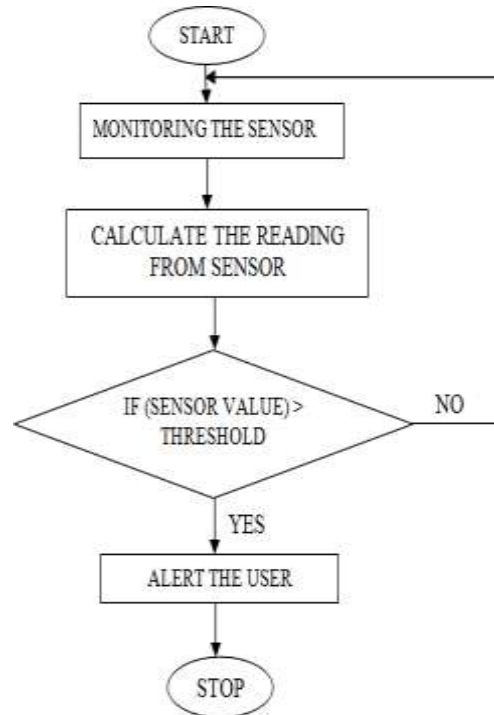 START
MONITORING THE SENSOR
CALCULATE THE READING
FROM SENSOR
IF (SENSOR VALUE) >
THRESHOLD
NO
YES
ALERT THE USER
STOP